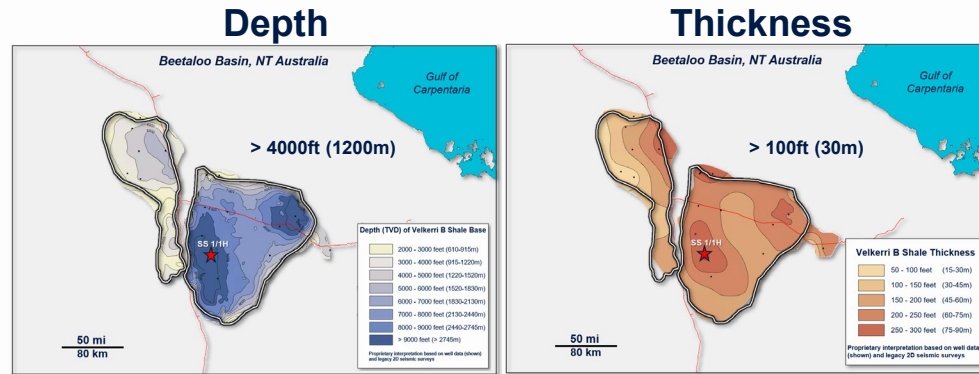 Depth
Beetaloo Basin, NT Australia
Gulf of
Carpentaria
> 4000ft (1200m)
SS 1/1H
Depth (TVD) of Velkerri B Shale Base
2000 - 3000 feet (610-915m)
3000 - 4000 feet (915-1220m)
4000 - 5000 feet (1220-1520m)
5000 - 6000 feet (1520-1830m)
6000 - 7000 feet (1830-2130m)
7000 - 8000 feet (2130-2440m)
8000 - 9000 feet (2440-2745m)
> 9000 feet (> 2745m)
Proprietary interpretation based on well data (shown)
and legacy 2D seismic surveys
50 mi
80 km
Thickness
Beetaloo Basin, NT Australia
Gulf of
Carpentaria
> 100ft (30m)
SS 1/1H
Velkerri B Shale Thickness
50 - 100 feet (15-30m)
100 - 150 feet (30-45m)
150 - 200 feet (45-60m)
200 - 250 feet (60-75m)
250 - 300 feet (75-90m)
Proprietary interpretation based on well data
(shown) and legacy 2D seismic surveys
50 mi
80 km